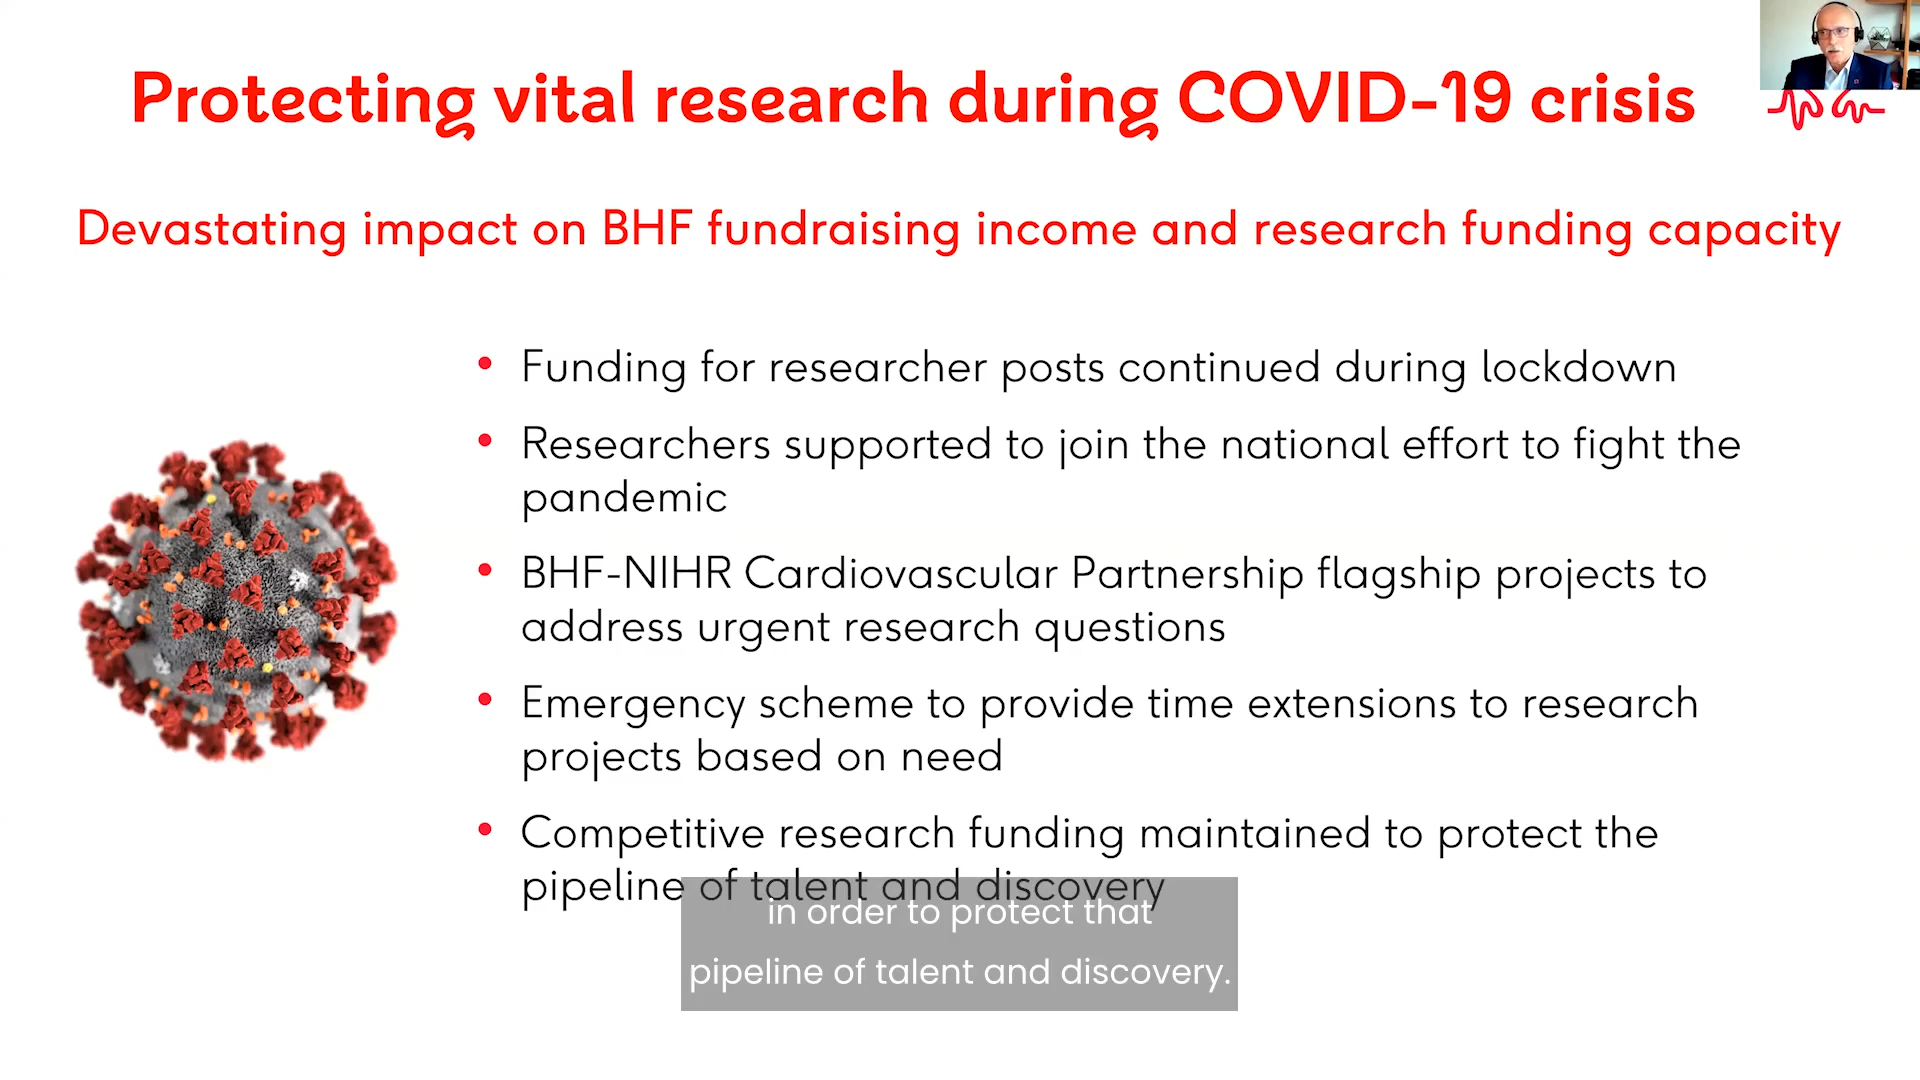 Protecting vital research during COVID-19 crisis
Devastating impact on BHF fundraising income and research funding capacity
• Funding for researcher posts continued during lockdown
• Researchers supported to join the national effort to fight the
pandemic
• BHF-NIHR Cardiovascular Partnership flagship projects to
address urgent research questions
• Emergency scheme to provide time extensions to research
projects based on need
• Competitive research funding maintained to protect the
pipeline of talent and discovery
in order to protect that
pipeline of talent and discovery.